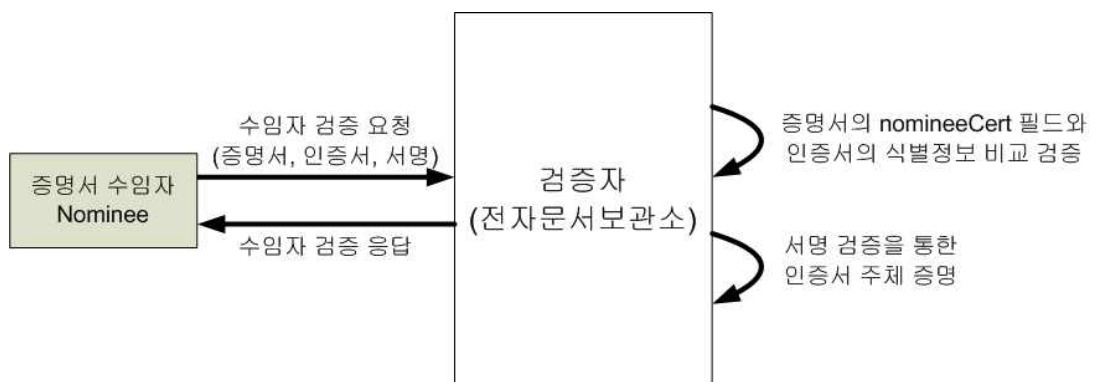 수임자 검증 요청
(증명서, 인증서, 서명)
증명서 수임자
Nominee
수임자 검증 응답
검증자
(전자문서보관소)
증명서의 nomineeCert 필드와
인증서의 식별정보 비교 검증
서명 검증을 통한
인증서 주체 증명